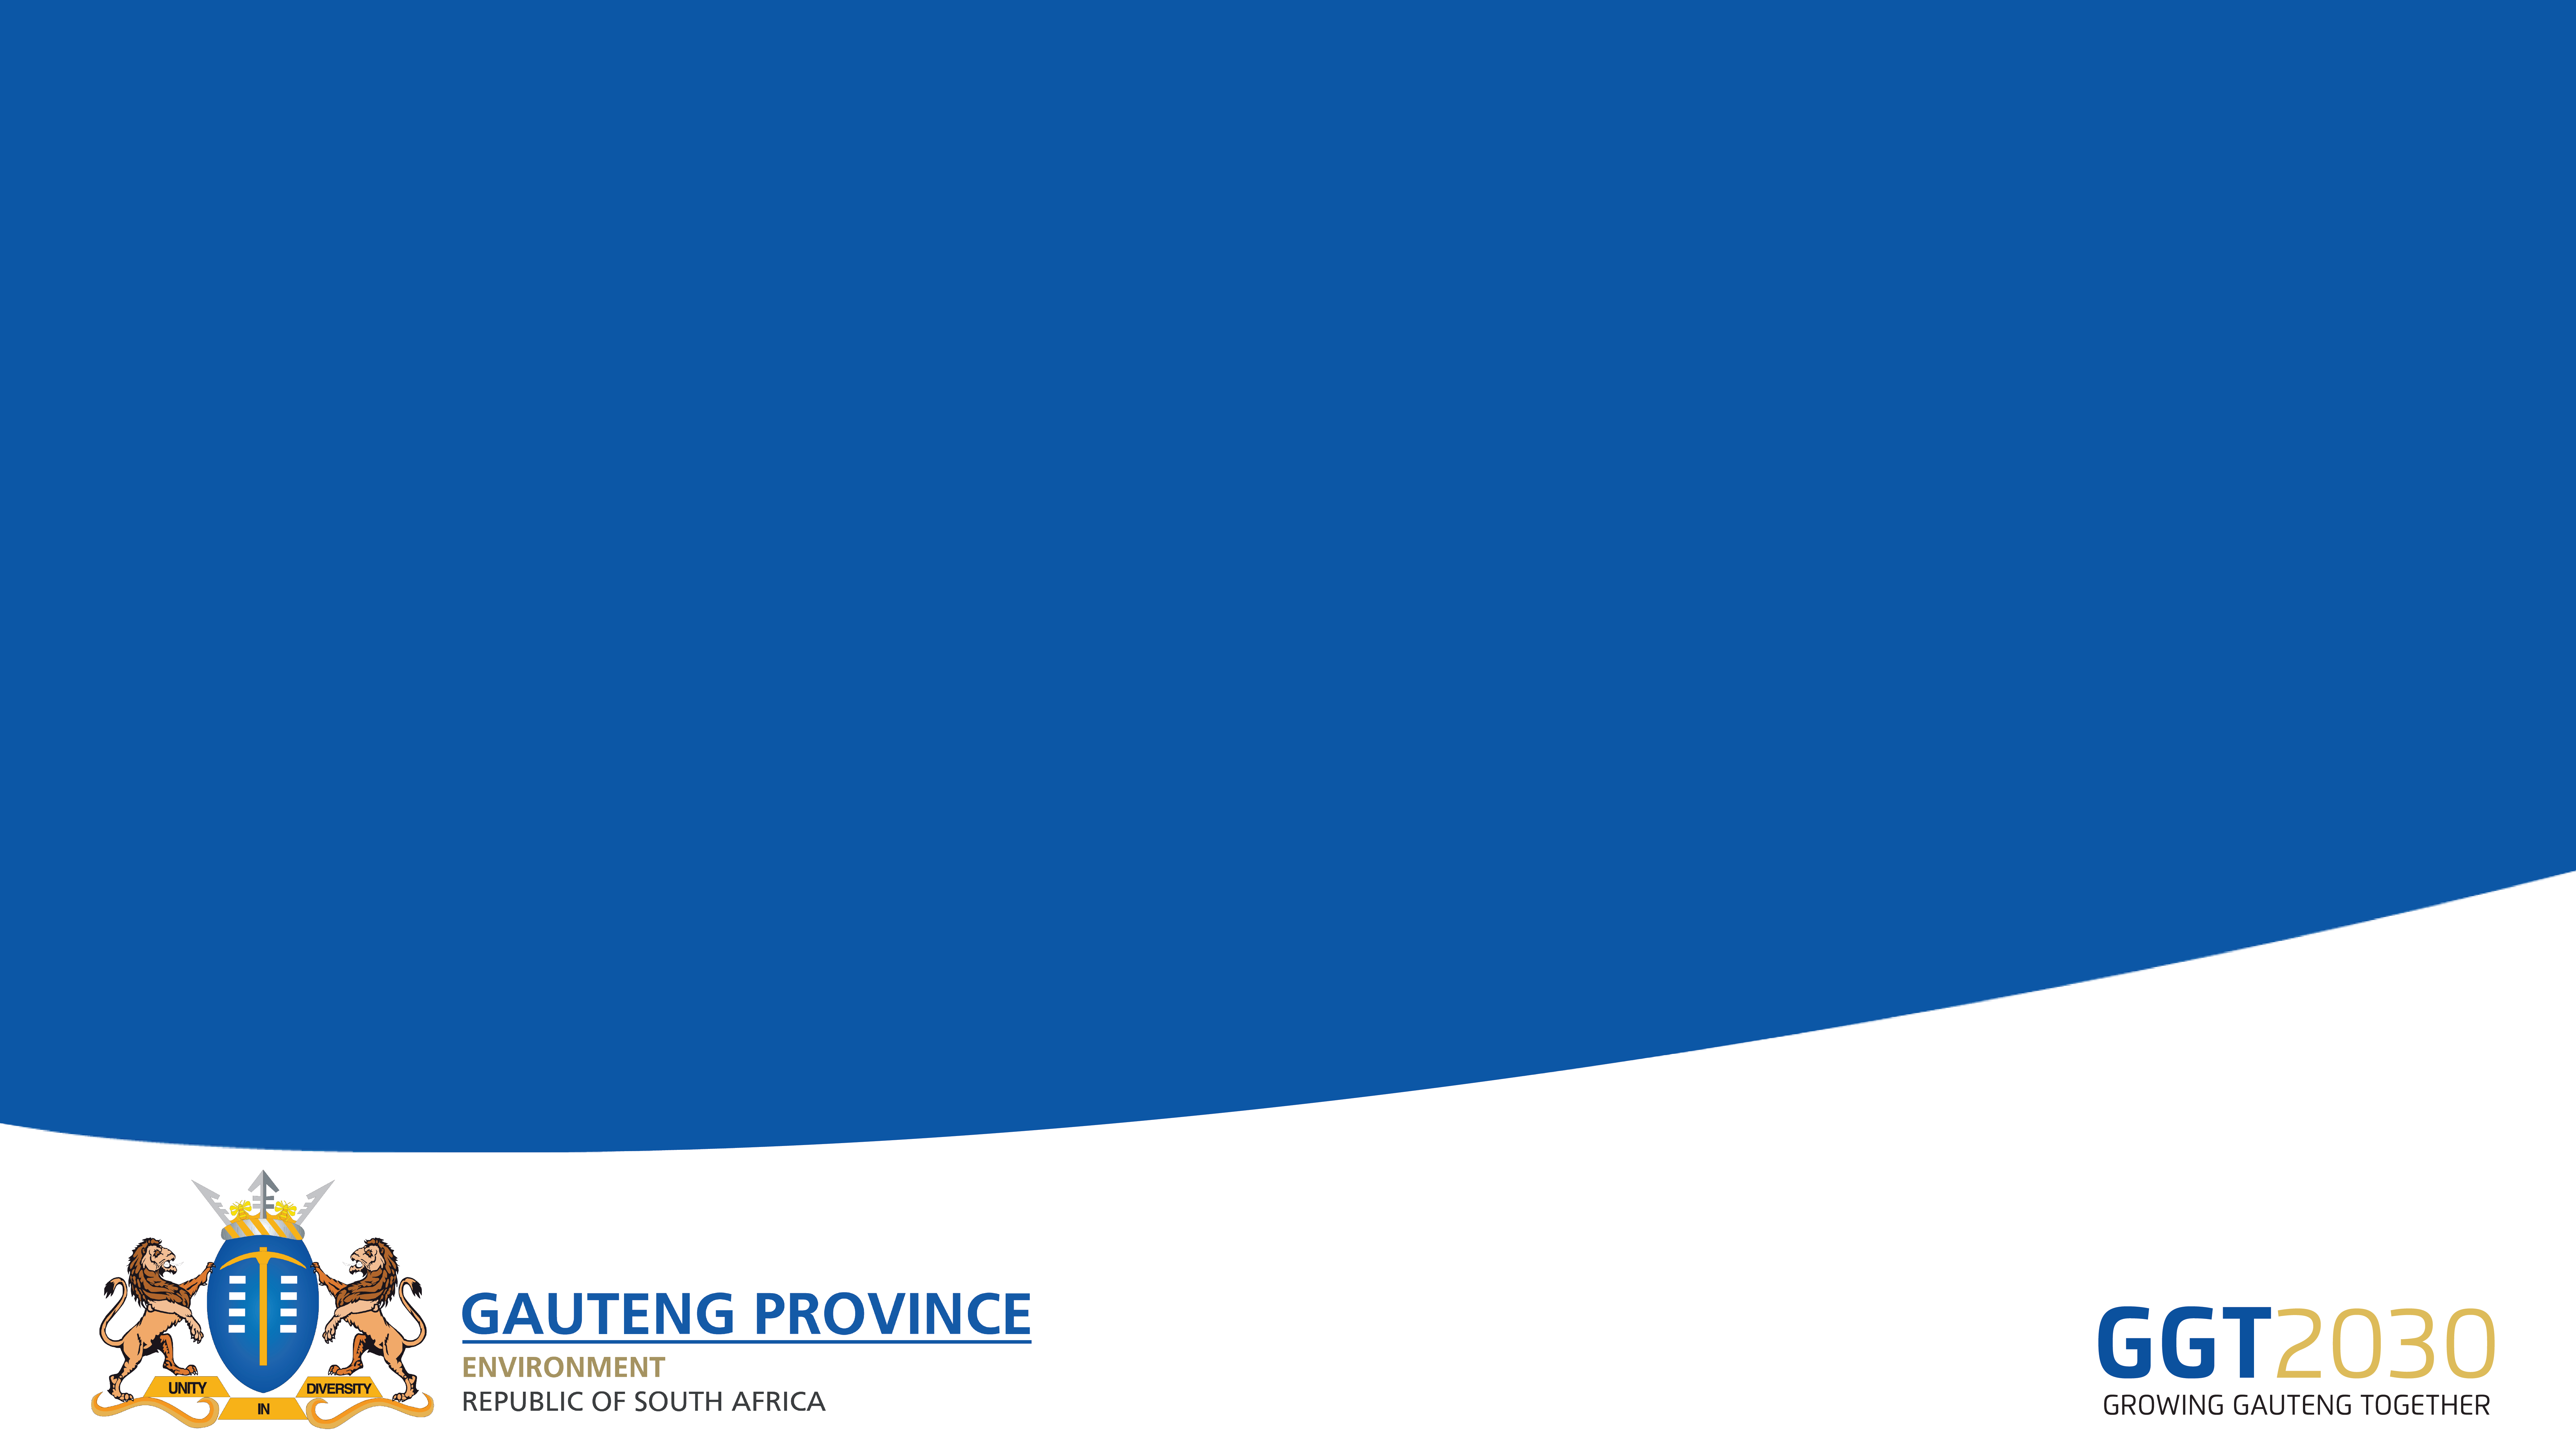 GAUTENG PROVINCE
ENVIRONMENT
REPUBLIC OF SOUTH AFRICA
UNITY
IN
DIVERSITY
GGT2030
GROWING GAUTENG TOGETHER